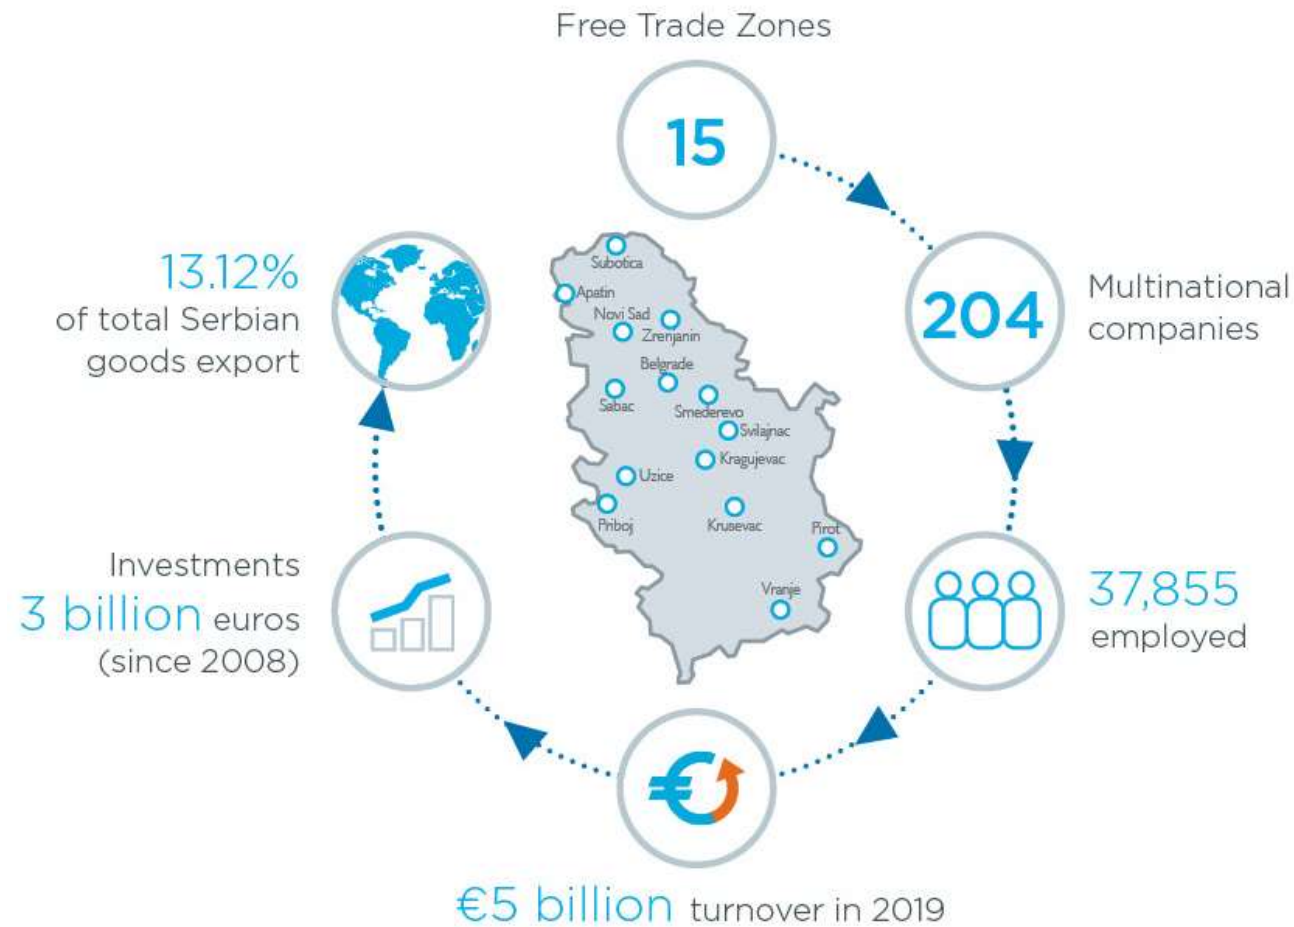 Free Trade Zones
15
204
Multinational
companies
37,855
employed
€5 billion turnover in 2019
Investments
3 billion euros
(since 2008)
13.12%
of total Serbian
goods export
Subotica
Apatin
Novi Sad
Zrenjanin
Belgrade
Sabac
Smederevo
Svilajnac
Kragujevac
Uzice
Priboj
Krusevac
Pirot
Vranje